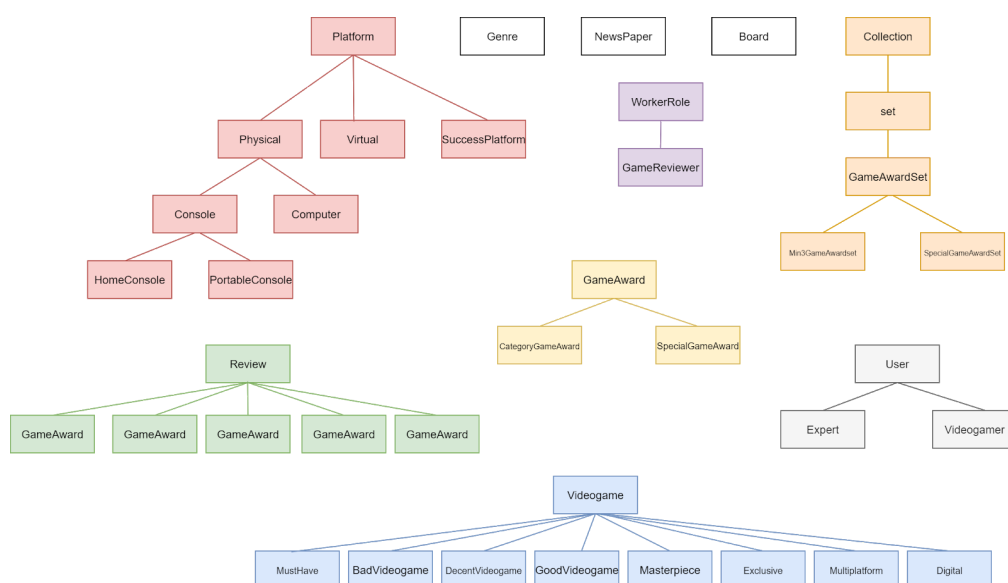 Platform
Genre
NewsPaper
Board
Collection
WorkerRole
set
Physical
Virtual
SuccessPlatform
GameReviewer
GameAwardSet
Console
Computer
Min3GameAwardset
SpecialGameAwardSet
HomeConsole
PortableConsole
GameAward
CategoryGameAward
SpecialGameAward
Review
User
GameAward
GameAward
GameAward
GameAward
GameAward
Expert
Videogamer
Videogame
MustHave
BadVideogame
DecentVideogame
GoodVideogame
Masterpiece
Exclusive
Multiplatform
Digital